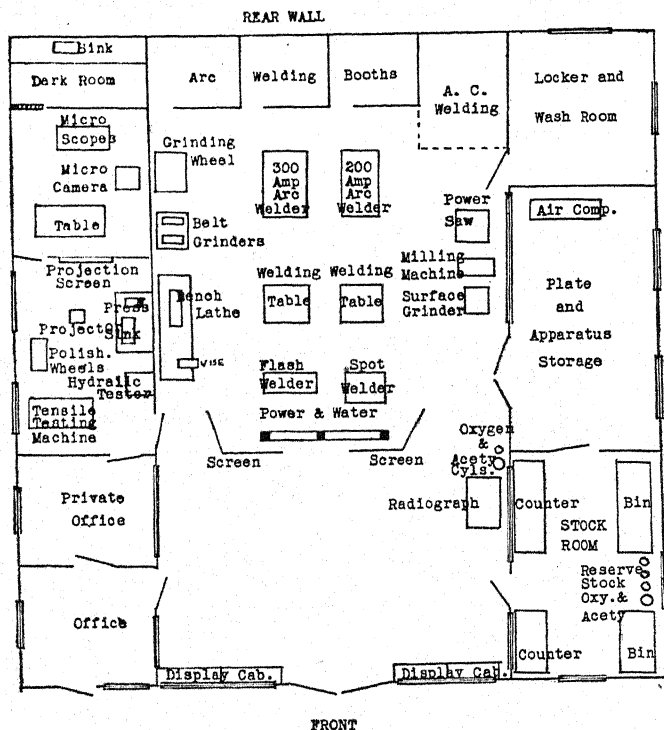 REAR WALL
Sink
Dark Room
Arc
Welding
Booths
A. C.
Welding
Locker and
Wash Room
Micro
Scopes
Micro
Camera
Table
Grinding
Wheel
300
Amp
Arc
Welder
200
Amp
Arc
Welder
Power
Saw
Air Comp.
Belt
Grinders
Projection
Screen
Milling
Machine
Surface
Grinder
Plate
and
Apparatus
Storage
Welding
Table
Welding
Table
Press
Projector
Sink
Bench
Lathe
VISE
Polish.
Wheels
Hydrailic
Tester
Tensile
Testing
Machine
Flash
Welder
Spot
Welder
Power & Water
Screen
Screen
Oxygen
&
Acety
Cyls.
Private
Office
Radiograph
Counter
Bin
STOCK
ROOM
Reserve
Stock
Oxy.&
Acety
Office
Counter
Bin
Display Cab.
Display Cab.
FRONT